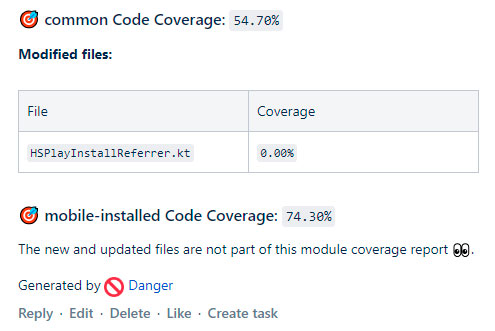 🎯 common Code Coverage: 54.70%
Modified files:
File Coverage
HSPlayInstallReferrer.kt 0.00%
🎯 mobile-installed Code Coverage: 74.30%
The new and updated files are not part of this module coverage report 👀.
Generated by 🚫 Danger
Reply · Edit · Delete · Like · Create task